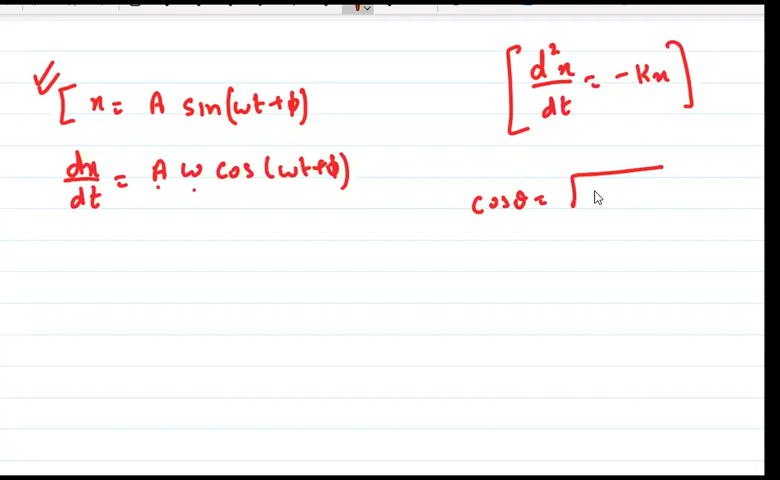 [ x = A sin(ωt+ϕ)
dx/dt = A ω cos(ωt+ϕ)
[ d²x/dt = -Kx ]
cosθ = √